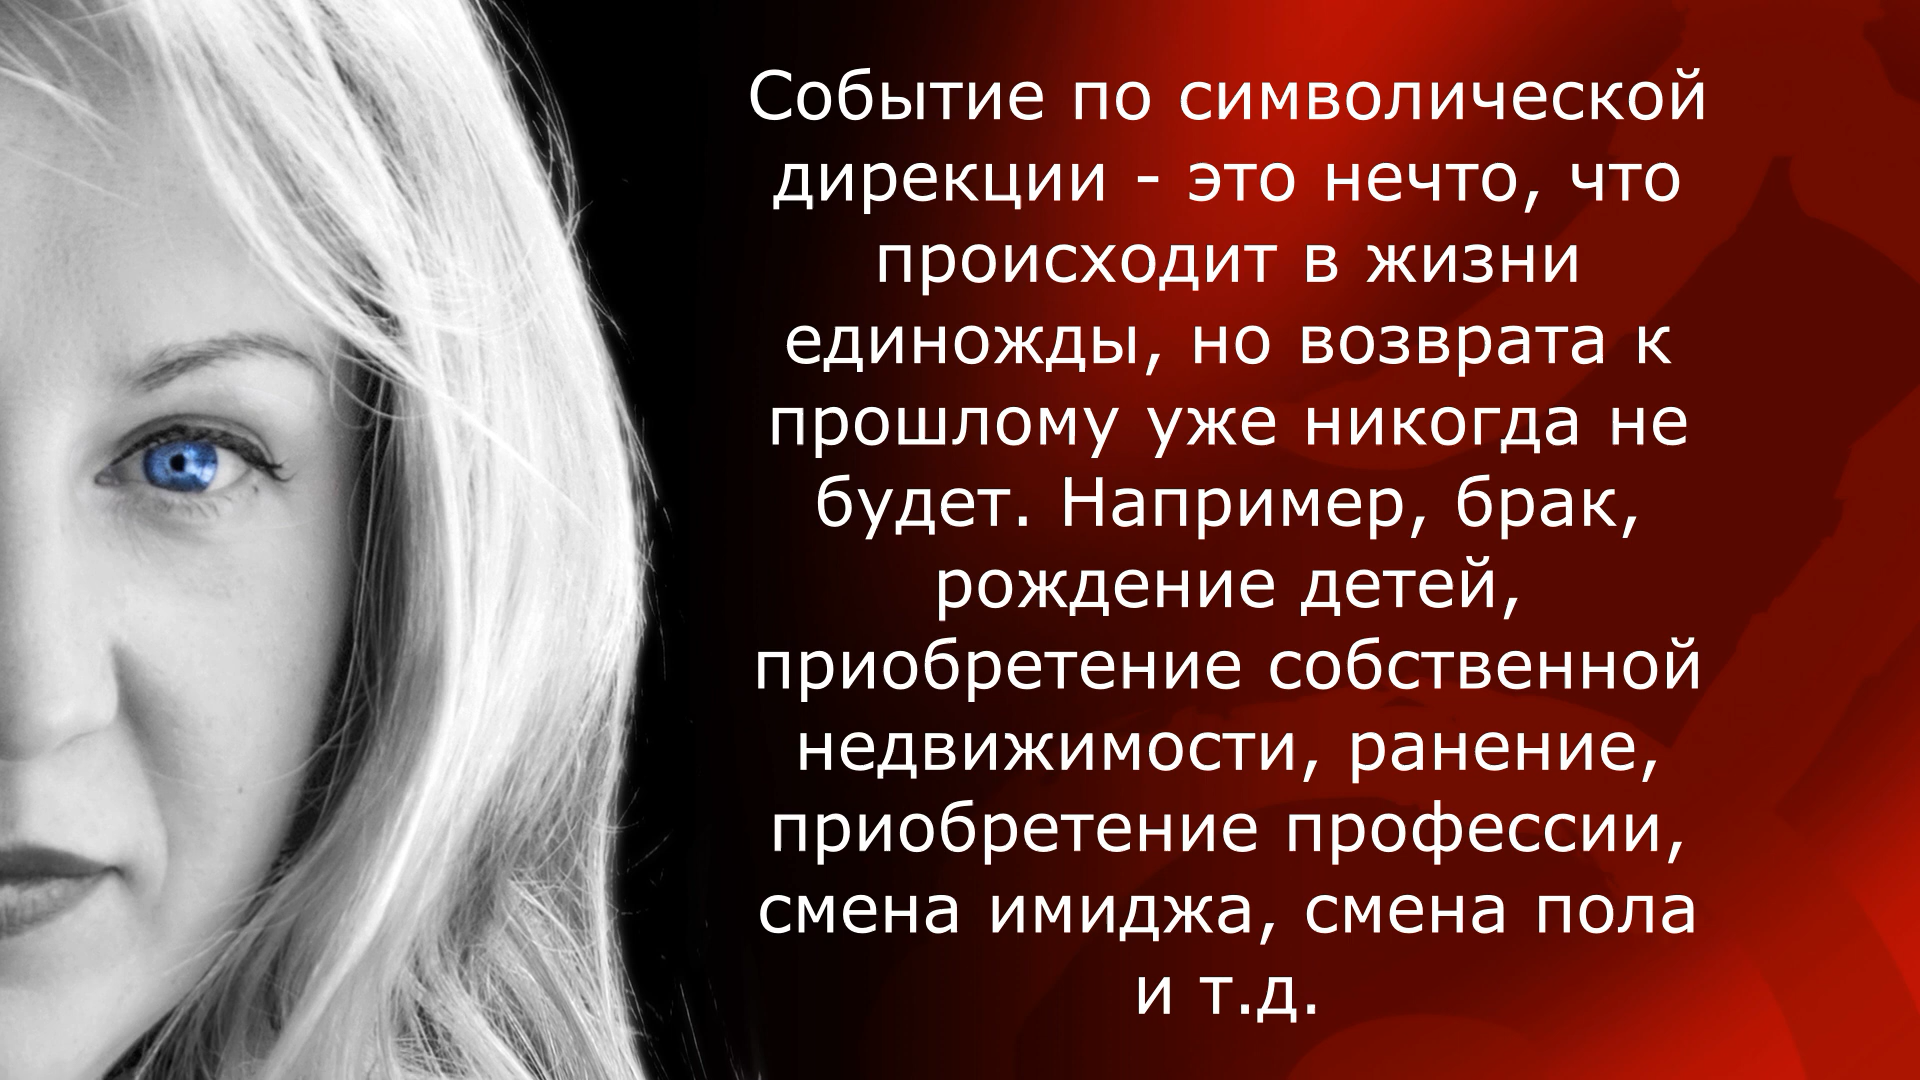 Событие по символической
дирекции - это нечто, что
происходит в жизни
единожды, но возврата к
прошлому уже никогда не
будет. Например, брак,
рождение детей,
приобретение собственной
недвижимости, ранение,
приобретение профессии,
смена имиджа, смена пола
и т.д.